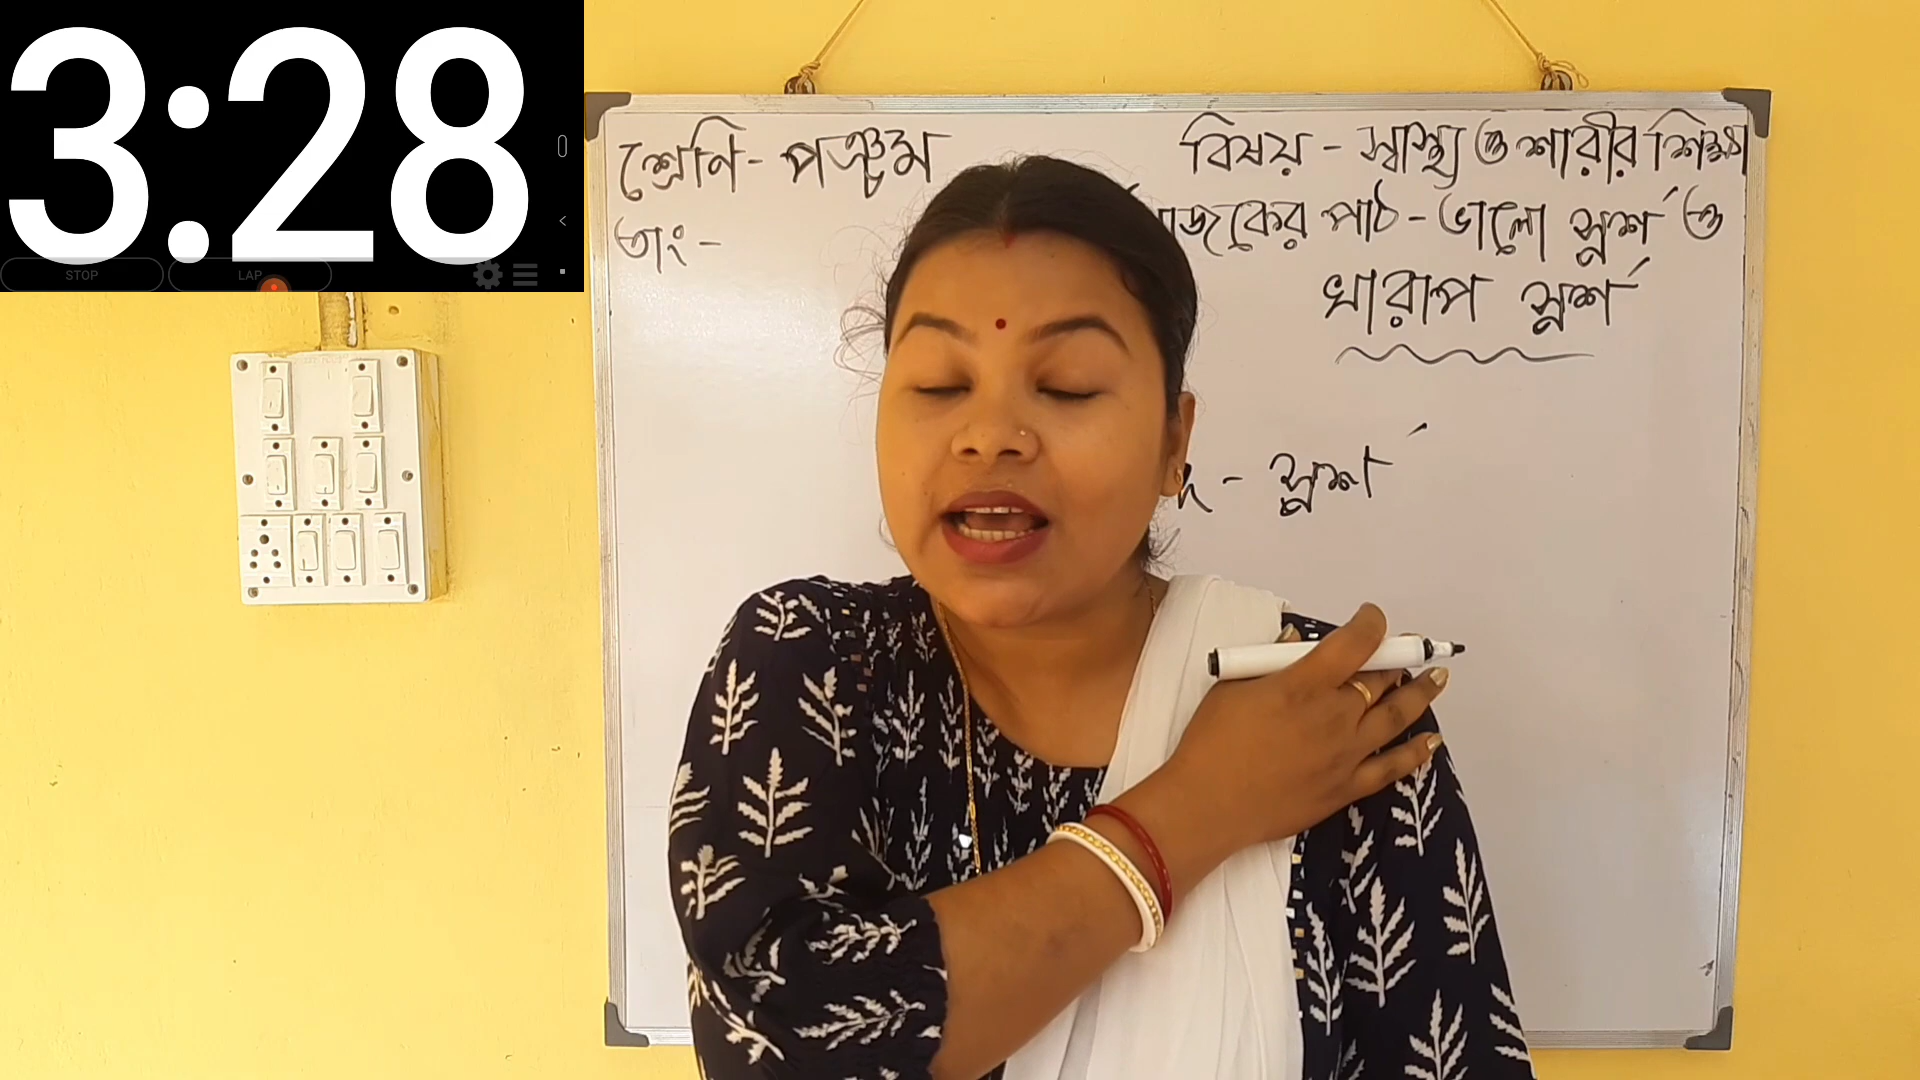 3:28
STOP LAP
শ্রেণি- পঞ্চম
তাং-
বিষয় - স্বাস্থ্য ও শারীর শিক্ষা
পাঠ - ভালো স্পর্শ ও
খারাপ স্পর্শ
- স্পর্শ